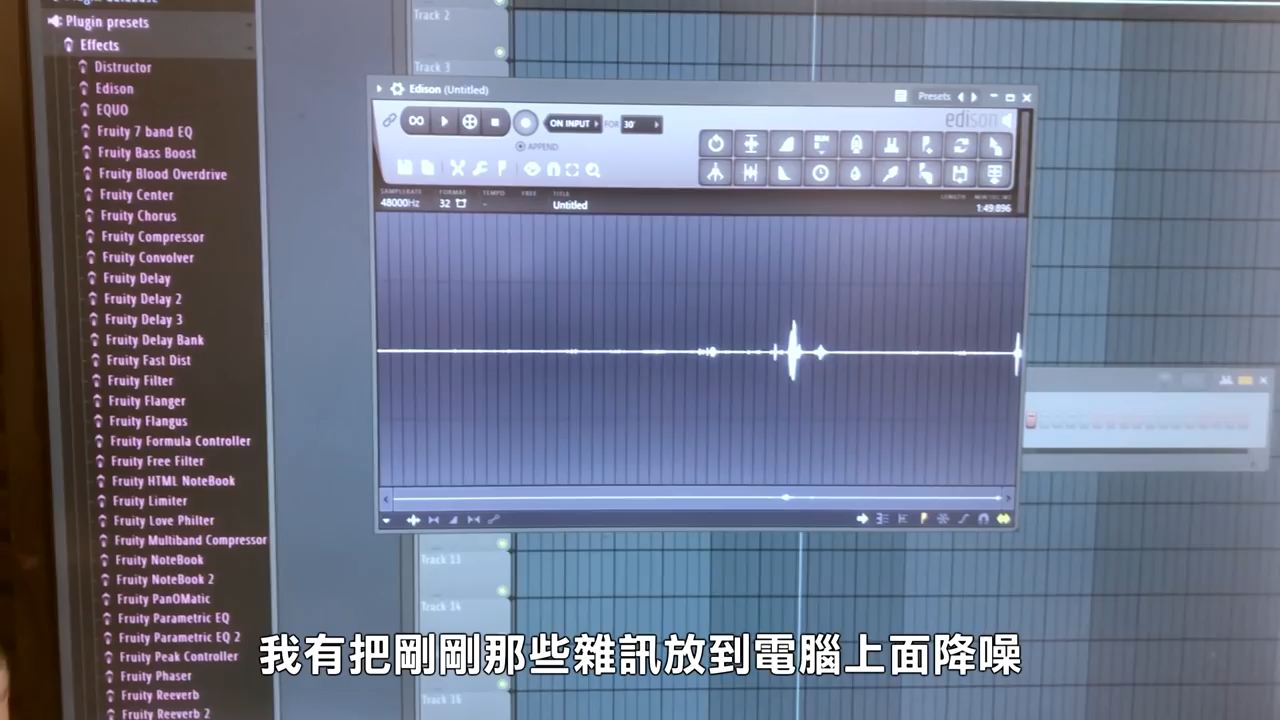 Plugin presets
Effects
Distructor
Edison
EQUO
Fruity 7 band EQ
Fruity Bass Boost
Fruity Blood Overdrive
Fruity Center
Fruity Chorus
Fruity Compressor
Fruity Convolver
Fruity Delay
Fruity Delay 2
Fruity Delay 3
Fruity Delay Bank
Fruity Fast Dist
Fruity Filter
Fruity Flanger
Fruity Flangus
Fruity Formula Controller
Fruity Free Filter
Fruity HTML NoteBook
Fruity Limiter
Fruity Love Philter
Fruity Multiband Compressor
Fruity NoteBook
Fruity NoteBook 2
Fruity PanOMatic
Fruity Parametric EQ
Fruity Parametric EQ 2
Fruity Peak Controller
Fruity Phaser
Fruity Reeverb
Fruity Reeverb 2
Track 2
Track 3
Edison (Untitled)
Presets
ON INPUT
FOR
30'
edison
APPEND
SAMPLERATE
FORMAT
TEMPO
FREE
TITLE
LENGTH
48000Hz
32
-
Untitled
1:49:896
Track 13
Track 14
Track 16
我有把剛剛那些雜訊放到電腦上面降噪